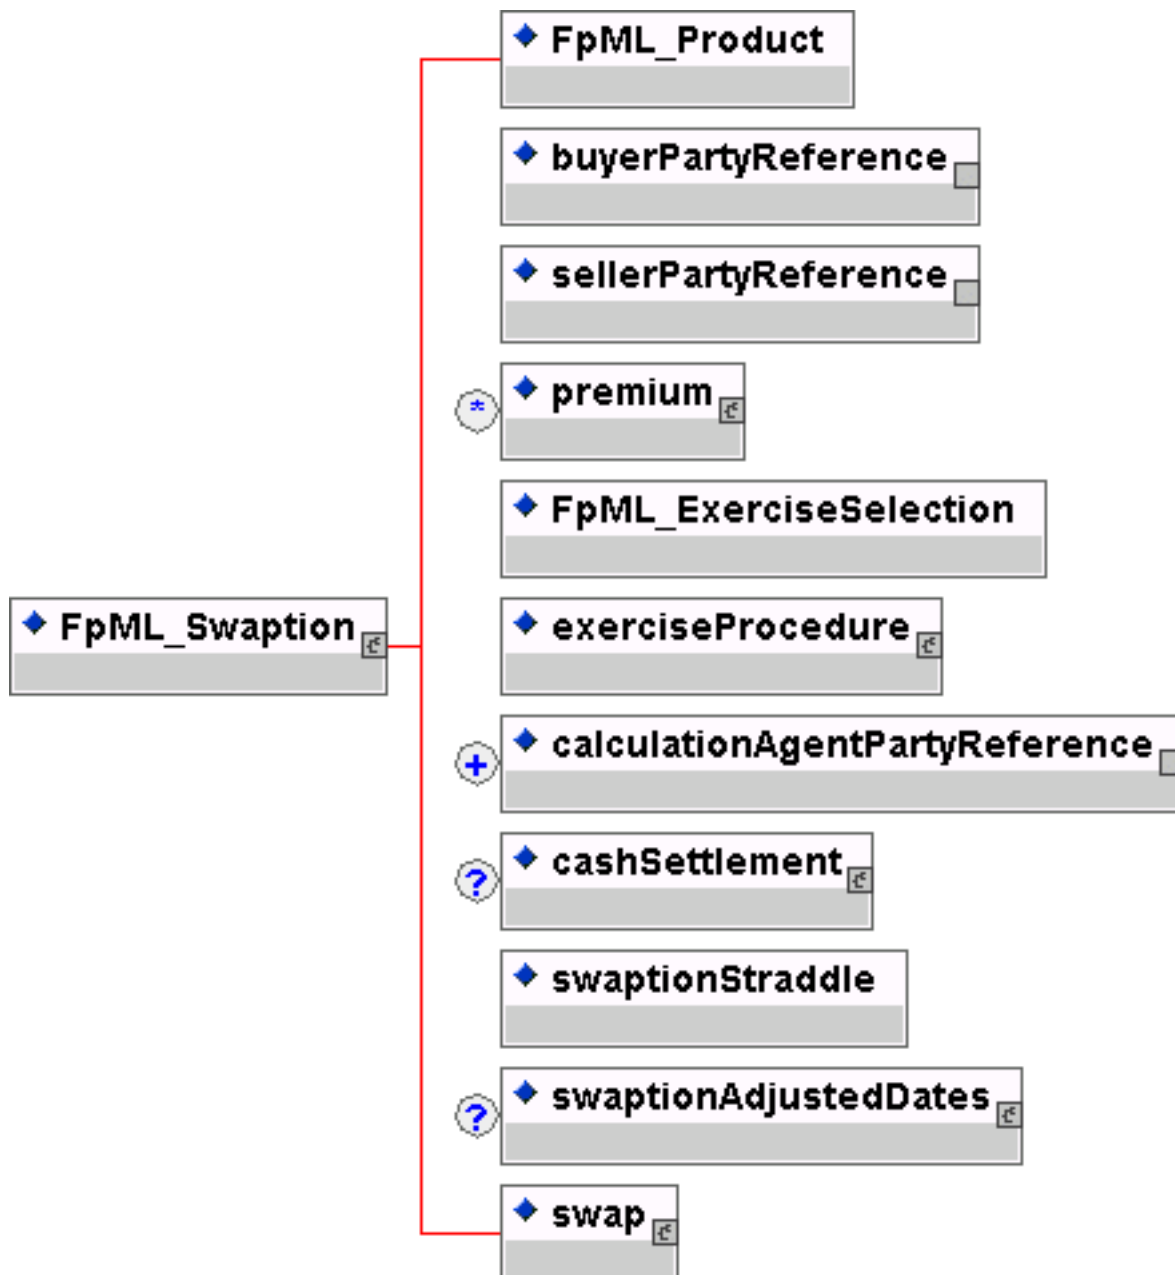 FpML_Product
buyerPartyReference
sellerPartyReference
*
premium
FpML_ExerciseSelection
FpML_Swaption
exerciseProcedure
+
calculationAgentPartyReference
?
cashSettlement
swaptionStraddle
?
swaptionAdjustedDates
swap